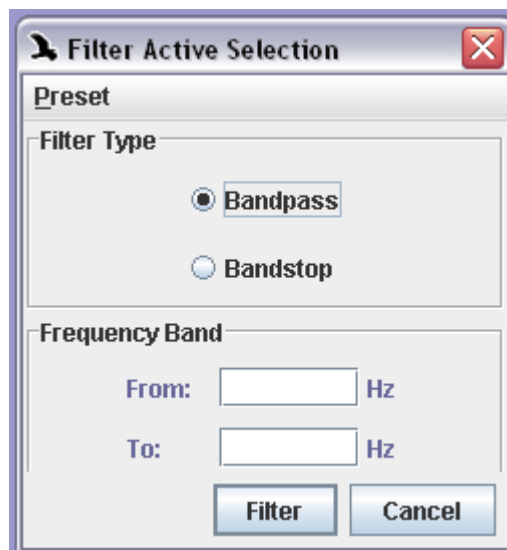 Filter Active Selection
Preset
Filter Type
Bandpass
Bandstop
Frequency Band
From: Hz
To: Hz
Filter Cancel